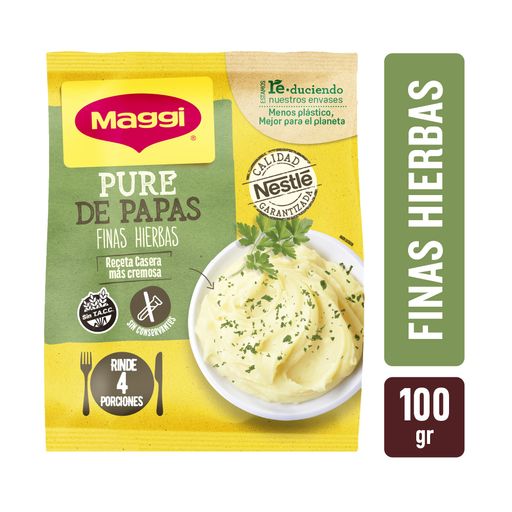 Maggi
®
PURÉ
DE PAPAS
FINAS HIERBAS
Receta Casera
más cremosa
Sin T.A.C.C.
SIN CONSERVANTES
RINDE
4
PORCIONES
ESTAMOS
re·duciendo
nuestros envases
Menos plástico,
Mejor para el planeta
CALIDAD
Nestlé
GARANTIZADA
FINAS HIERBAS
100
gr